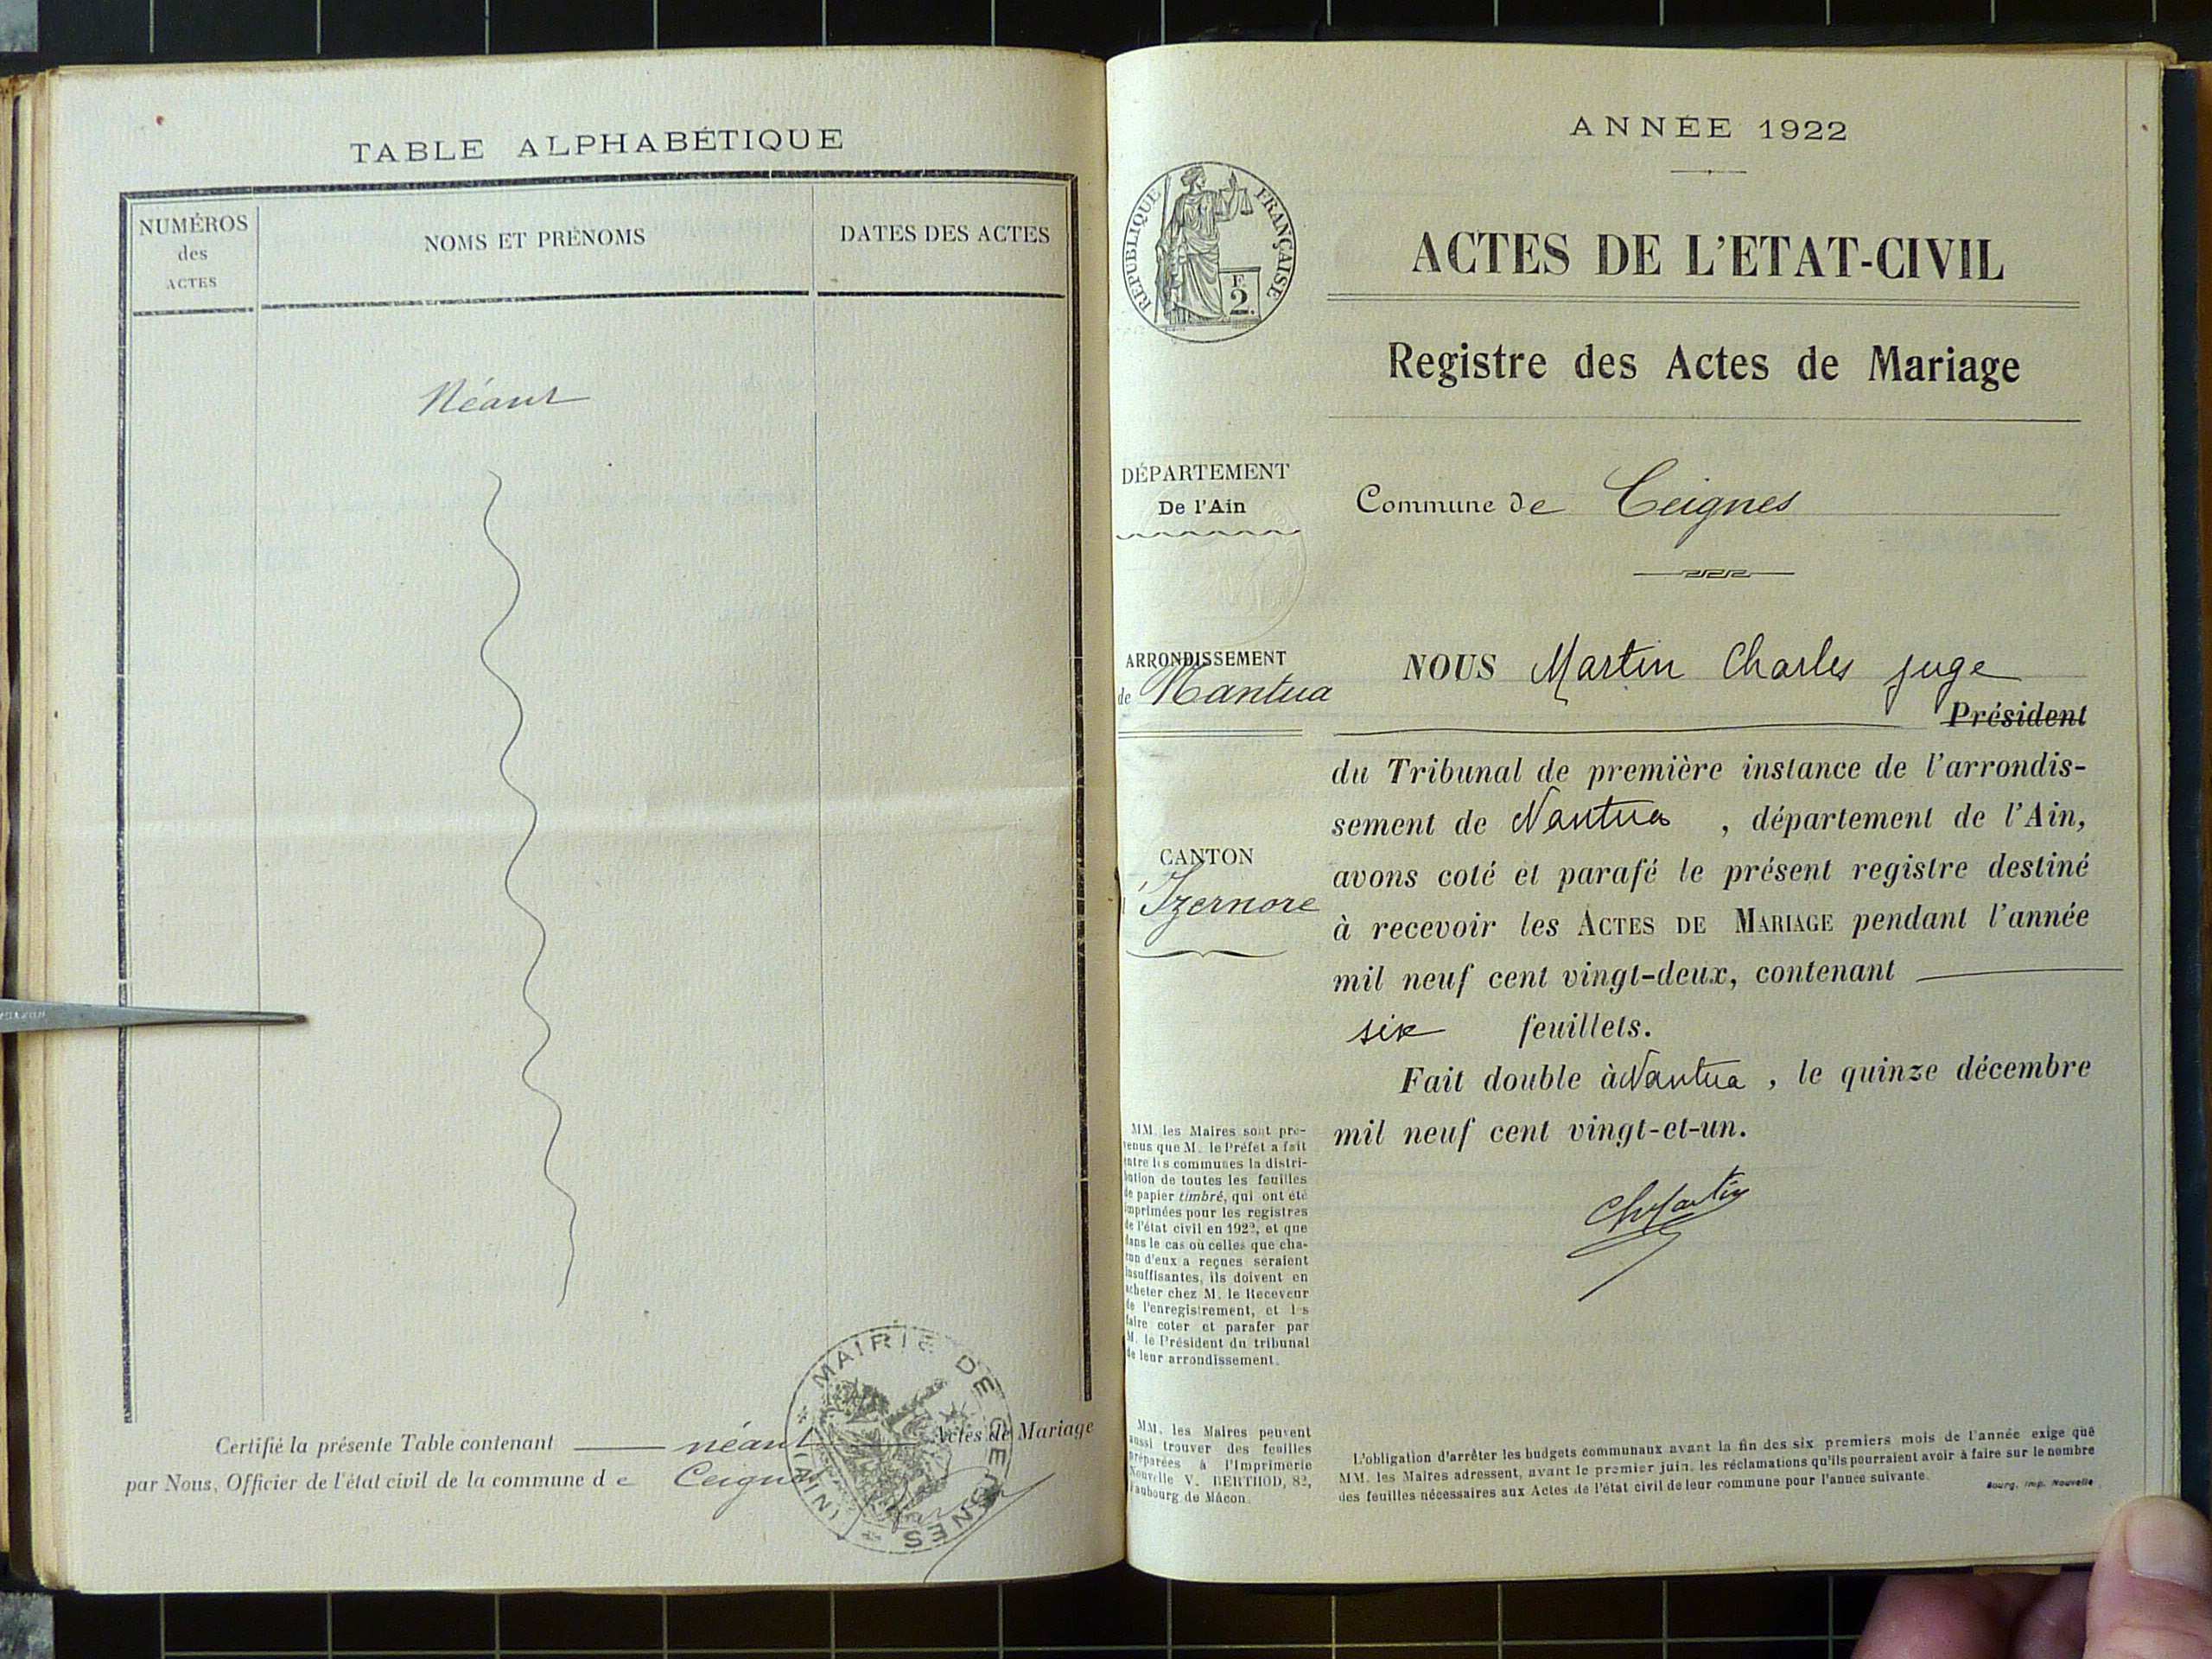 TABLE ALPHABÉTIQUE
NUMÉROS
des
ACTES
NOMS ET PRÉNOMS
DATES DES ACTES
Néant
Certifié la présente Table contenant néant Actes de Mariage
par Nous, Officier de l'état civil de la commune de Ceignes
MAIRIE DE CEIGNES
(AIN)
ANNÉE 1922
RÉPUBLIQUE FRANÇAISE
2F.
ACTES DE L'ETAT-CIVIL
Registre des Actes de Mariage
DÉPARTEMENT
De l'Ain
Commune de Ceignes
ARRONDISSEMENT
de Nantua
CANTON
d'Izernore
NOUS Martin Charles juge
Président
du Tribunal de première instance de l'arrondis-
sement de Nantua, département de l'Ain,
avons coté et parafé le présent registre destiné
à recevoir les ACTES DE MARIAGE pendant l'année
mil neuf cent vingt-deux, contenant
six feuillets.
Fait double à Nantua, le quinze décembre
mil neuf cent vingt-et-un.
ChMartin
MM. les Maires sont pré-
venus que M. le Préfet a fait
entre les communes la distri-
bution de toutes les feuilles
de papier timbré, qui ont été
imprimées pour les registres
de l'état civil en 1922, et que
dans le cas où celles que cha-
cun d'eux a reçues seraient
insuffisantes, ils doivent en
acheter chez M. le Receveur
de l'enregistrement, et les
faire coter et parafer par
M. le Président du tribunal
de leur arrondissement.
MM. les Maires peuvent
aussi trouver des feuilles
préparées à l'Imprimerie
Nouvelle V. BERTHOD, 82,
Faubourg de Mâcon.
L'obligation d'arrêter les budgets communaux avant la fin des six premiers mois de l'année exige que
MM. les Maires adressent, avant le premier juin, les réclamations qu'ils pourraient avoir à faire sur le nombre
des feuilles nécessaires aux Actes de l'état civil de leur commune pour l'année suivante.
Bourg, Imp. Nouvelle